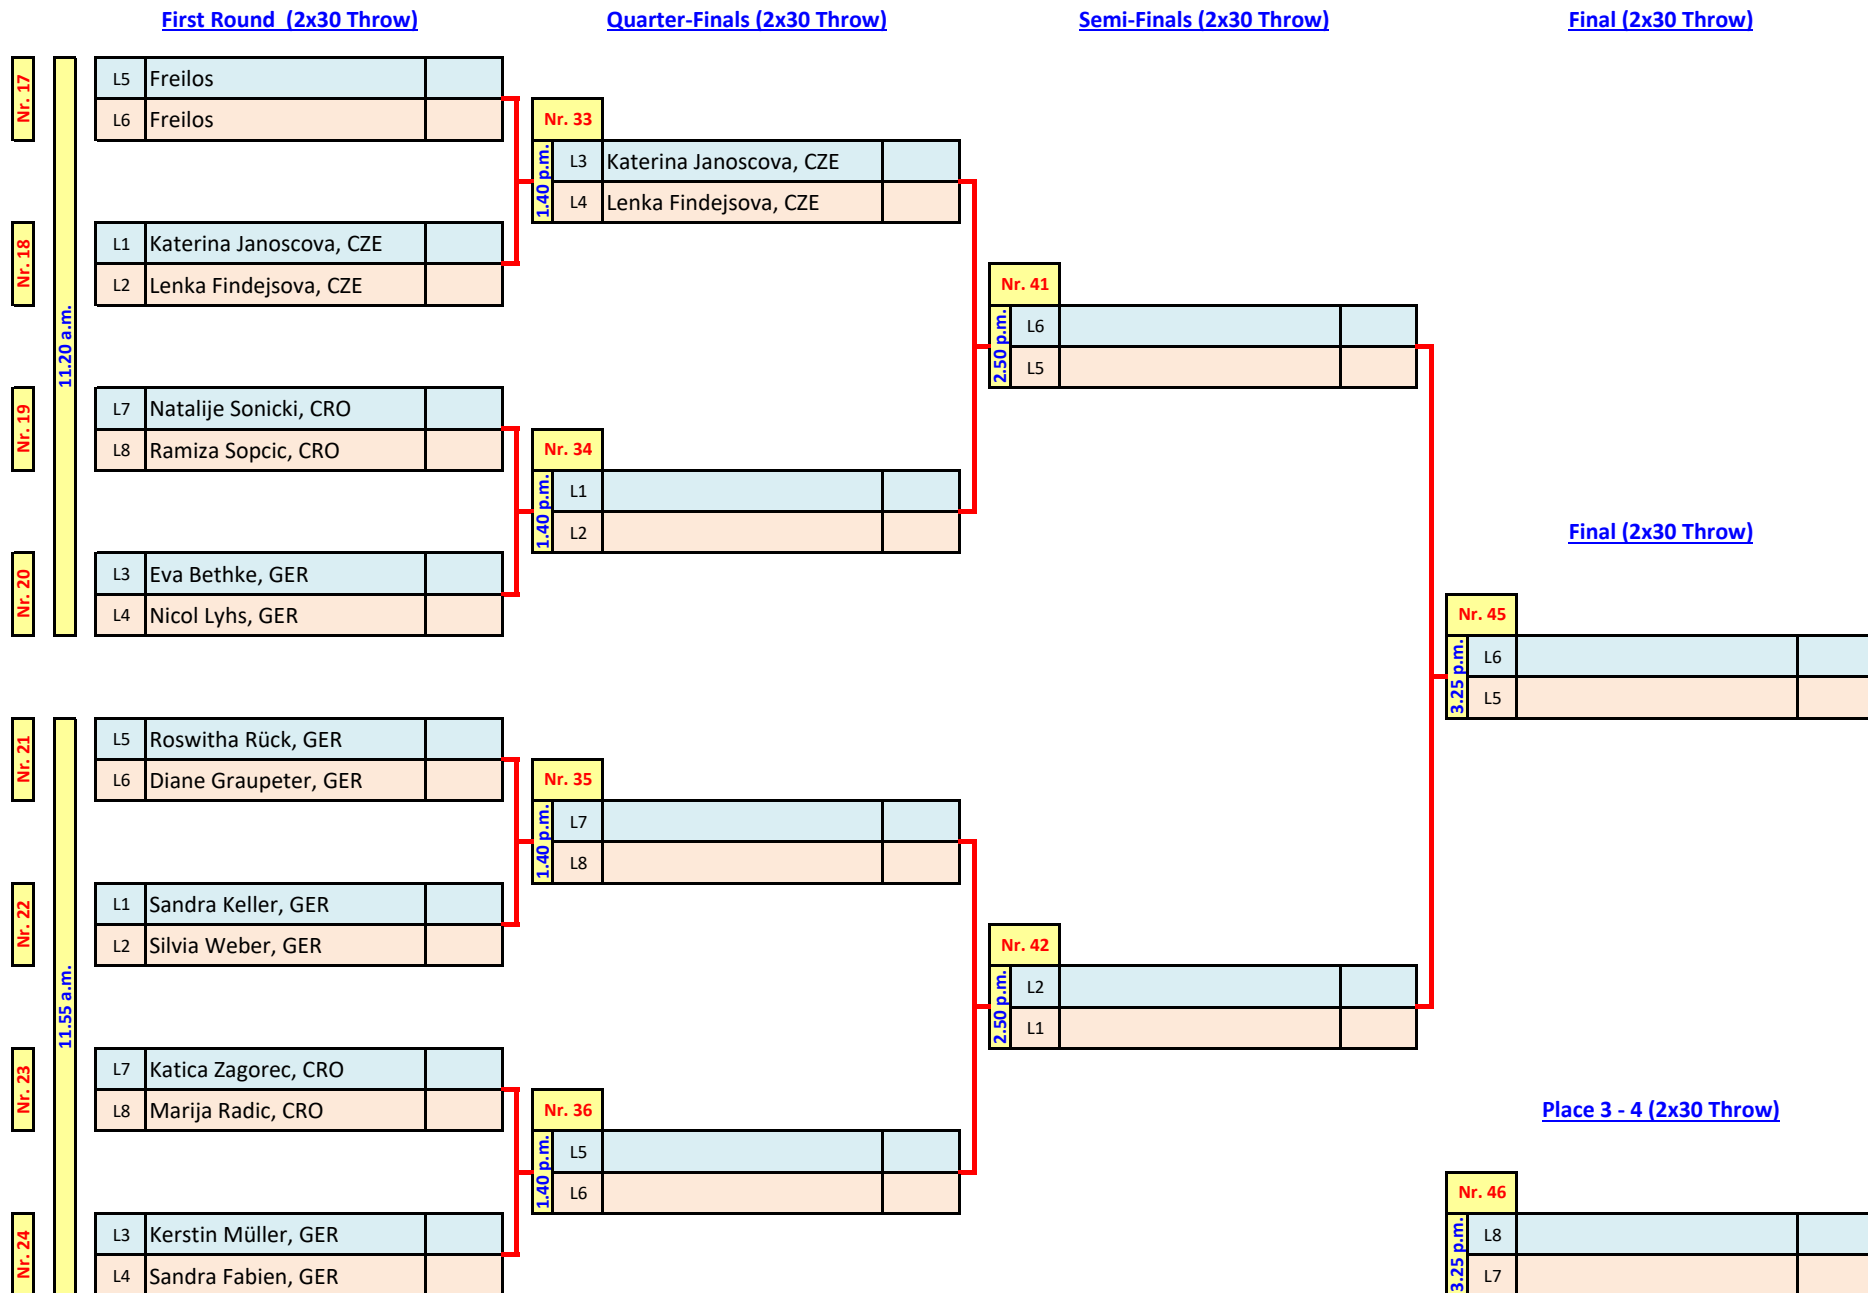 First Round  (2x30 Throw)
Quarter-Finals (2x30 Throw)
Semi-Finals (2x30 Throw)
Final (2x30 Throw)
Nr. 17
11.20 a.m.
L5 Freilos
L6 Freilos
Nr. 33
1.40 p.m.
L3 Katerina Janoscova, CZE
L4 Lenka Findejsova, CZE
Nr. 18
L1 Katerina Janoscova, CZE
L2 Lenka Findejsova, CZE
Nr. 41
2.50 p.m.
L6
L5
Nr. 19
L7 Natalije Sonicki, CRO
L8 Ramiza Sopcic, CRO
Nr. 34
1.40 p.m.
L1
L2
Final (2x30 Throw)
Nr. 20
L3 Eva Bethke, GER
L4 Nicol Lyhs, GER
Nr. 45
3.25 p.m.
L6
L5
Nr. 21
11.55 a.m.
L5 Roswitha Rück, GER
L6 Diane Graupeter, GER
Nr. 35
1.40 p.m.
L7
L8
Nr. 22
L1 Sandra Keller, GER
L2 Silvia Weber, GER
Nr. 42
2.50 p.m.
L2
L1
Nr. 23
L7 Katica Zagorec, CRO
L8 Marija Radic, CRO
Nr. 36
1.40 p.m.
L5
L6
Place 3 - 4 (2x30 Throw)
Nr. 46
3.25 p.m.
L8
L7
Nr. 24
L3 Kerstin Müller, GER
L4 Sandra Fabien, GER